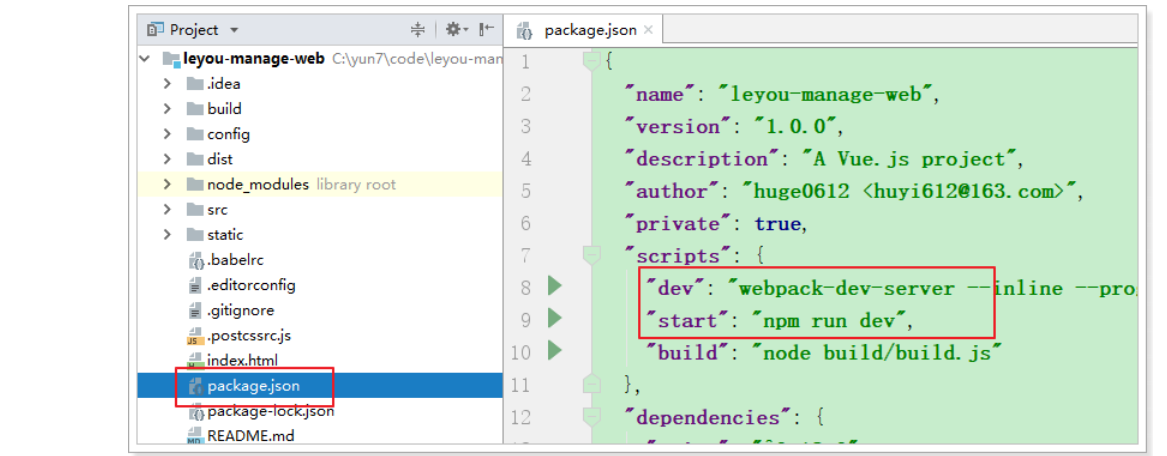 Project
leyou-manage-web C:\yun7\code\leyou-man
.idea
build
config
dist
node_modules library root
src
static
.babelrc
.editorconfig
.gitignore
.postcssrc.js
index.html
package.json
package-lock.json
README.md
package.json
1 {
2 "name": "leyou-manage-web",
3 "version": "1.0.0",
4 "description": "A Vue.js project",
5 "author": "huge0612 <huyi612@163.com>",
6 "private": true,
7 "scripts": {
8 "dev": "webpack-dev-server --inline --pro
9 "start": "npm run dev",
10 "build": "node build/build.js"
11 },
12 "dependencies": {